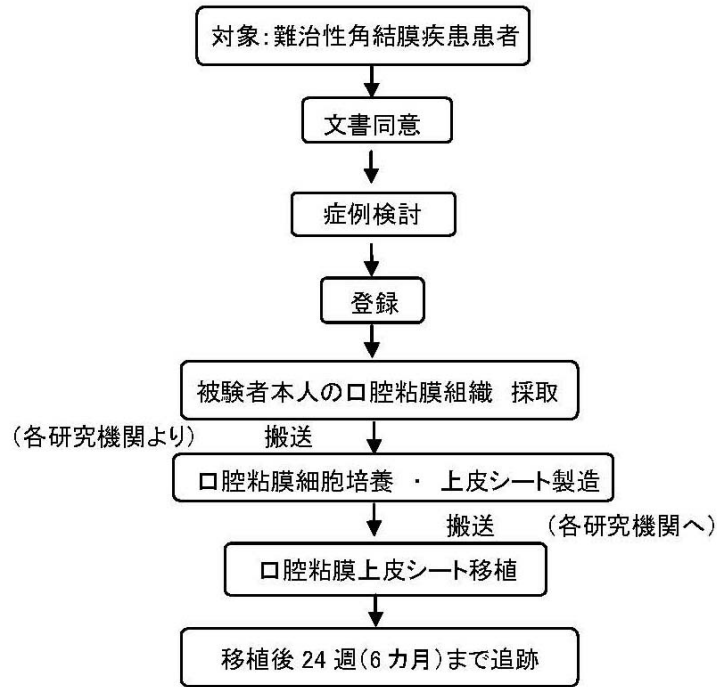 対象：難治性角結膜疾患患者
文書同意
症例検討
登録
被験者本人の口腔粘膜組織　採取
（各研究機関より）　搬送
口腔粘膜細胞培養　・　上皮シート製造
搬送　（各研究機関へ）
口腔粘膜上皮シート移植
移植後 24 週（6 カ月）まで追跡